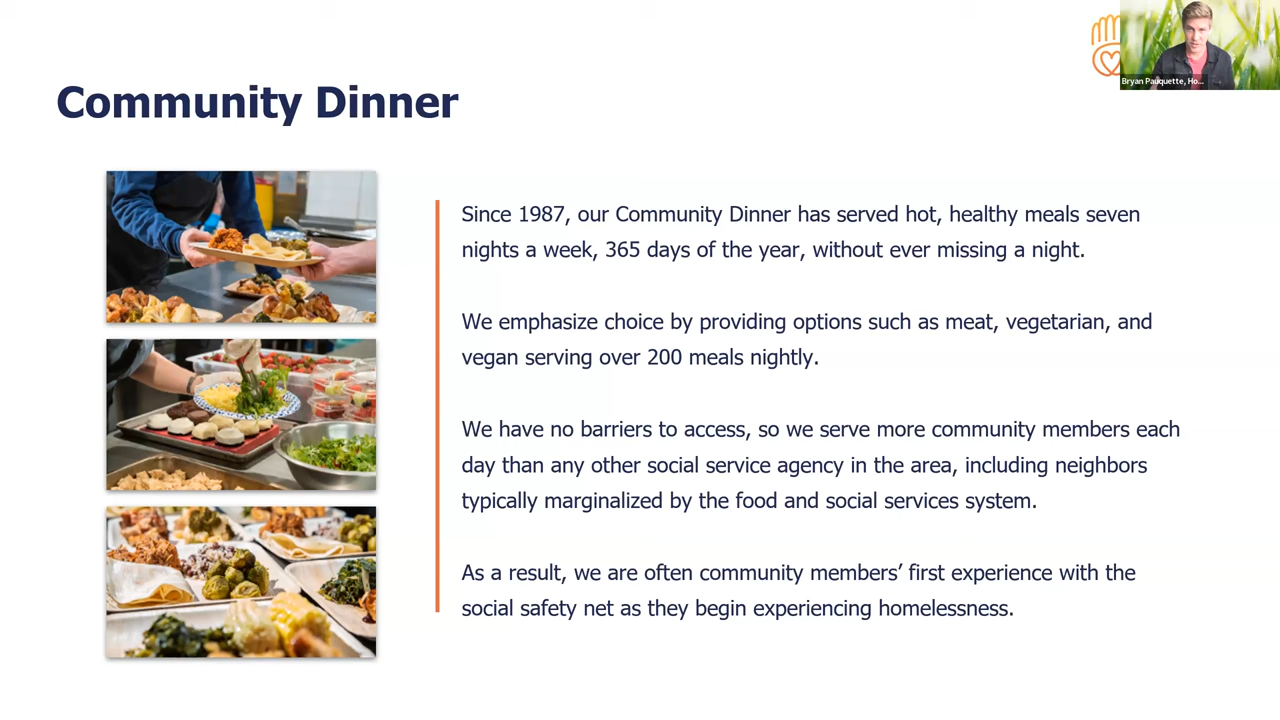 Bryan Pauquette, Ho...
Community Dinner
Since 1987, our Community Dinner has served hot, healthy meals seven
nights a week, 365 days of the year, without ever missing a night.
We emphasize choice by providing options such as meat, vegetarian, and
vegan serving over 200 meals nightly.
We have no barriers to access, so we serve more community members each
day than any other social service agency in the area, including neighbors
typically marginalized by the food and social services system.
As a result, we are often community members’ first experience with the
social safety net as they begin experiencing homelessness.